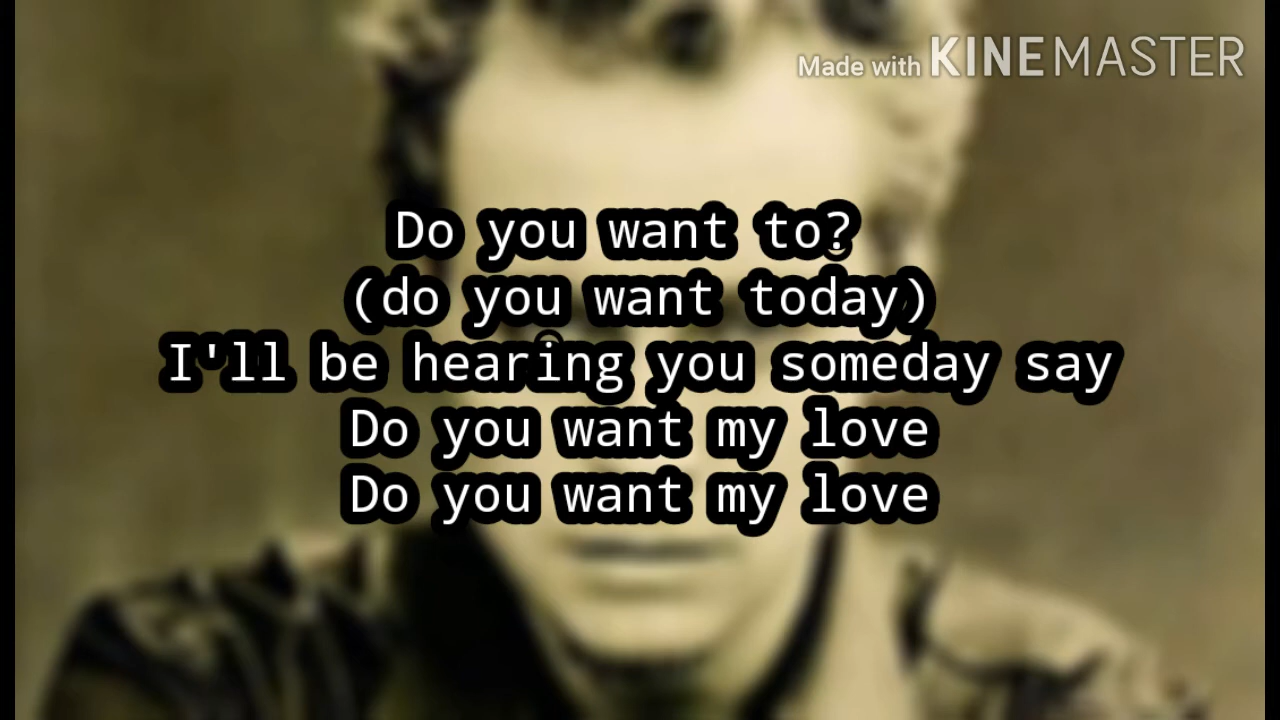 Made with KINEMASTER
Do you want to?
(do you want today)
I'll be hearing you someday say
Do you want my love
Do you want my love